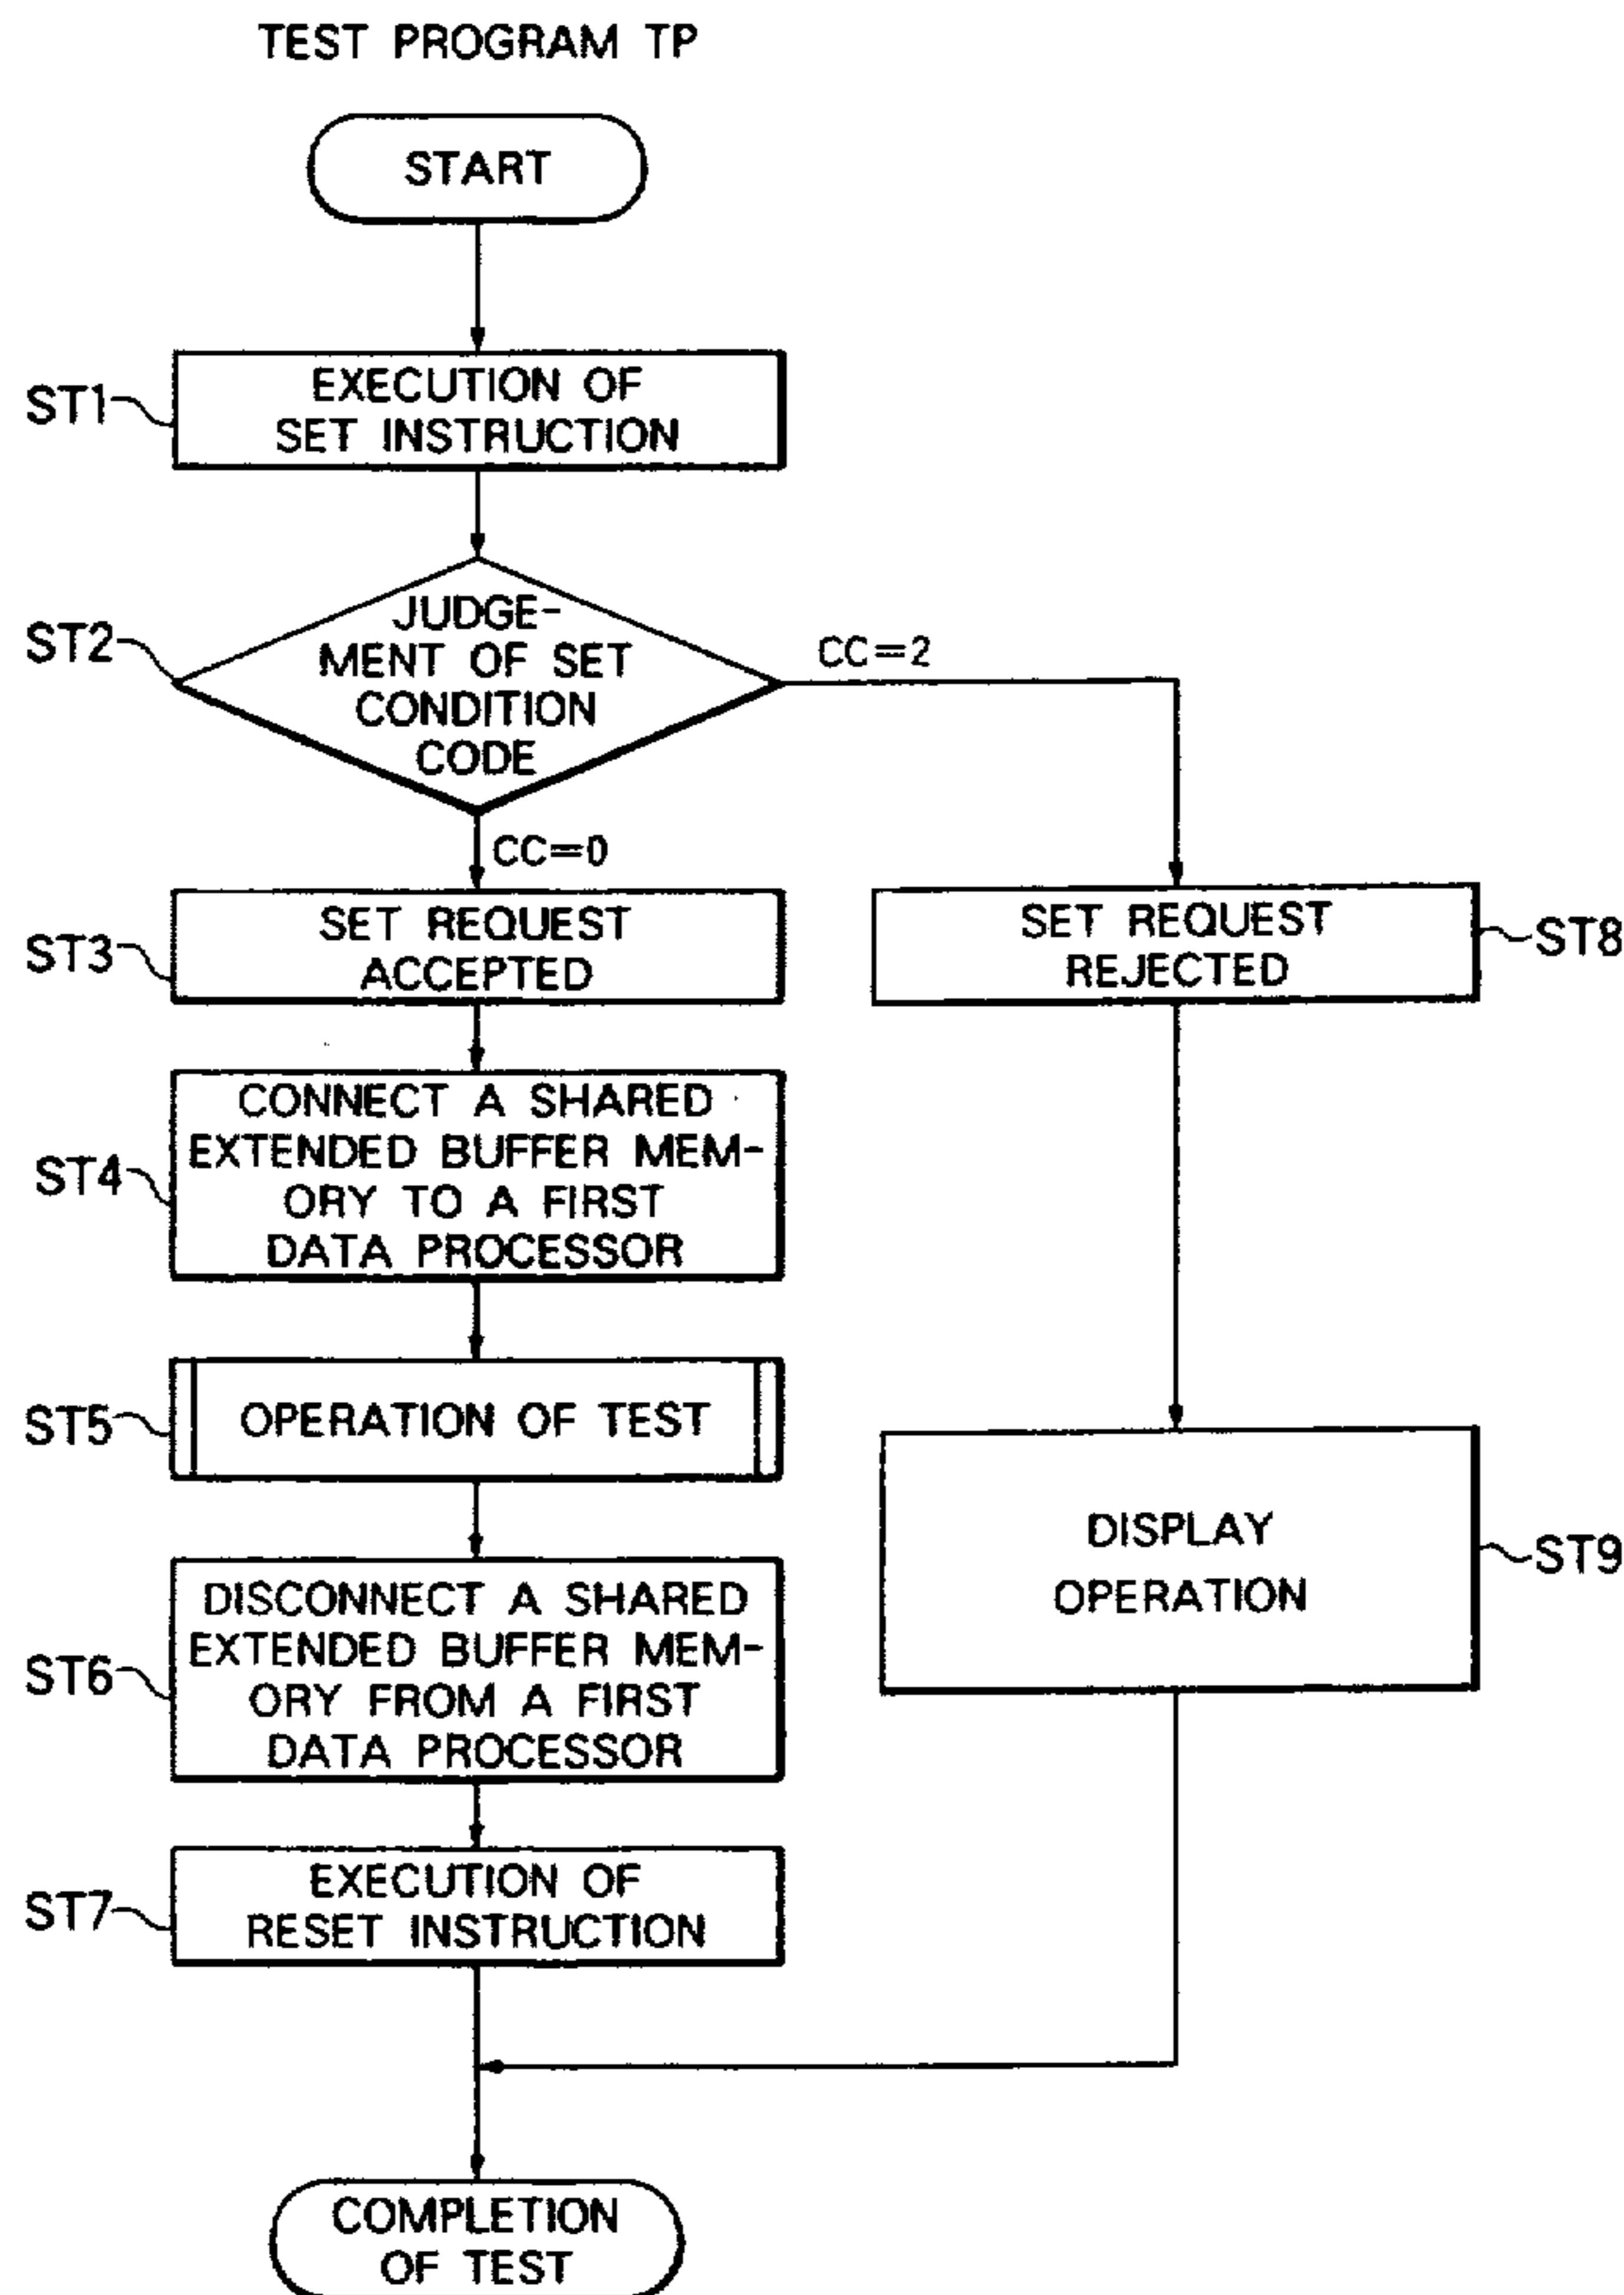 TEST PROGRAM TP
START
ST1
EXECUTION OF
SET INSTRUCTION
ST2
JUDGE-
MENT OF SET
CONDITION
CODE
CC=2
CC=0
ST3
SET REQUEST
ACCEPTED
SET REQUEST
REJECTED
ST8
ST4
CONNECT A SHARED
EXTENDED BUFFER MEM-
ORY TO A FIRST
DATA PROCESSOR
ST5
OPERATION OF TEST
DISPLAY
OPERATION
ST9
ST6
DISCONNECT A SHARED
EXTENDED BUFFER MEM-
ORY FROM A FIRST
DATA PROCESSOR
ST7
EXECUTION OF
RESET INSTRUCTION
COMPLETION
OF TEST